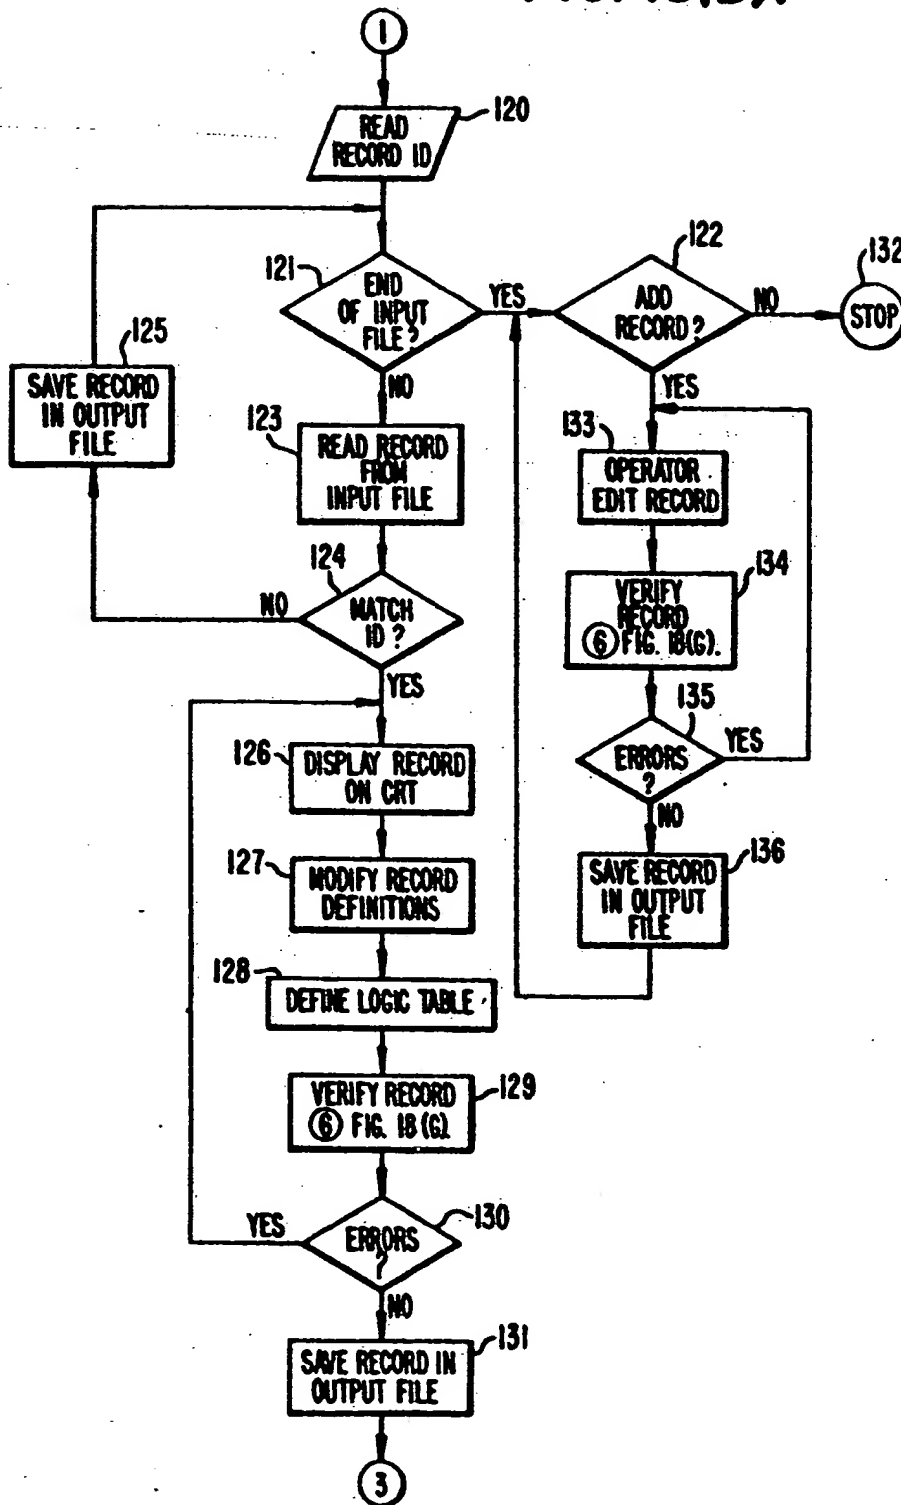 1
READ
RECORD ID
120
121
END
OF INPUT
FILE?
YES
NO
122
ADD
RECORD?
NO
YES
132
STOP
125
SAVE RECORD
IN OUTPUT
FILE
123
READ RECORD
FROM
INPUT FILE
124
MATCH
ID?
NO
YES
133
OPERATOR
EDIT RECORD
134
VERIFY
RECORD
6 FIG. 18(G).
135
ERRORS
?
YES
NO
136
SAVE RECORD
IN OUTPUT
FILE
126
DISPLAY RECORD
ON CRT
127
MODIFY RECORD
DEFINITIONS
128
DEFINE LOGIC TABLE
129
VERIFY RECORD
6 FIG. 18(G)
130
ERRORS
?
YES
NO
131
SAVE RECORD IN
OUTPUT FILE
3